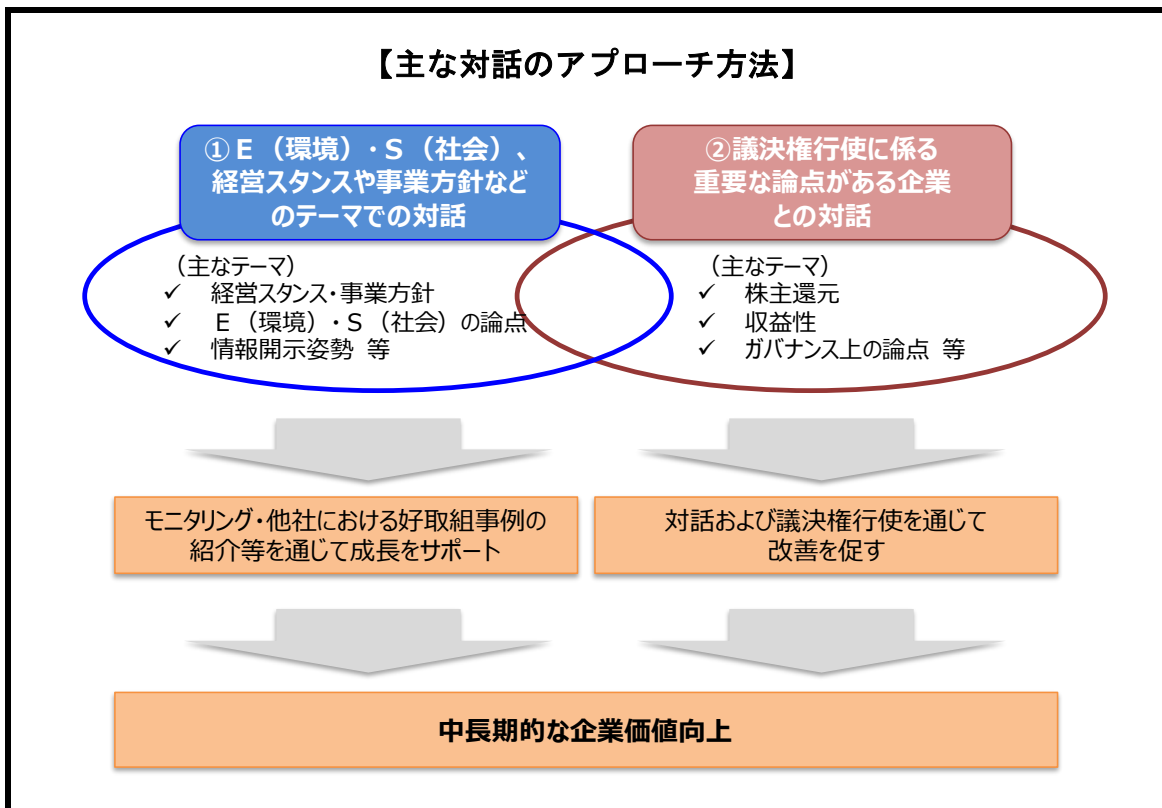 【主な対話のアプローチ方法】
①Ｅ（環境）・Ｓ（社会）、
経営スタンスや事業方針など
のテーマでの対話
（主なテーマ）
✓ 経営スタンス・事業方針
✓ Ｅ（環境）・Ｓ（社会）の論点
✓ 情報開示姿勢 等
②議決権行使に係る
重要な論点がある企業
との対話
（主なテーマ）
✓ 株主還元
✓ 収益性
✓ ガバナンス上の論点 等
モニタリング・他社における好取組事例の
紹介等を通じて成長をサポート
対話および議決権行使を通じて
改善を促す
中長期的な企業価値向上